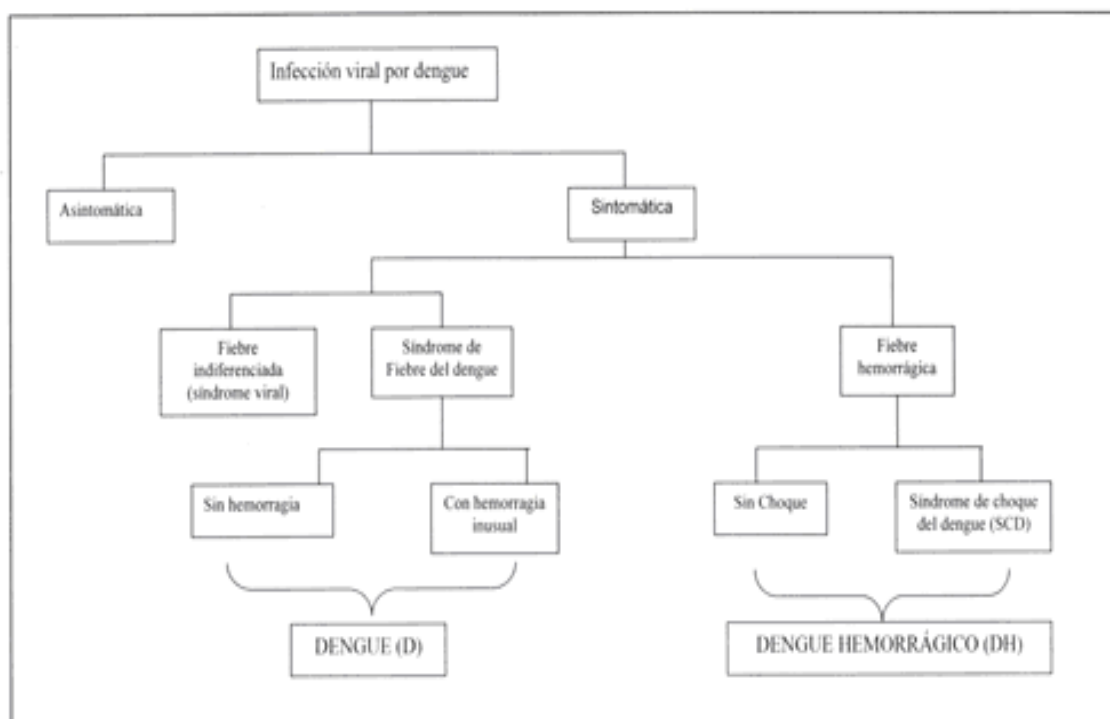 Infección viral por dengue
Asintomática
Sintomática
Fiebre
indiferenciada
(síndrome viral)
Síndrome de
Fiebre del dengue
Fiebre
hemorrágica
Sin hemorragia
Con hemorragia
inusual
Sin Choque
Síndrome de choque
del dengue (SCD)
DENGUE (D)
DENGUE HEMORRÁGICO (DH)